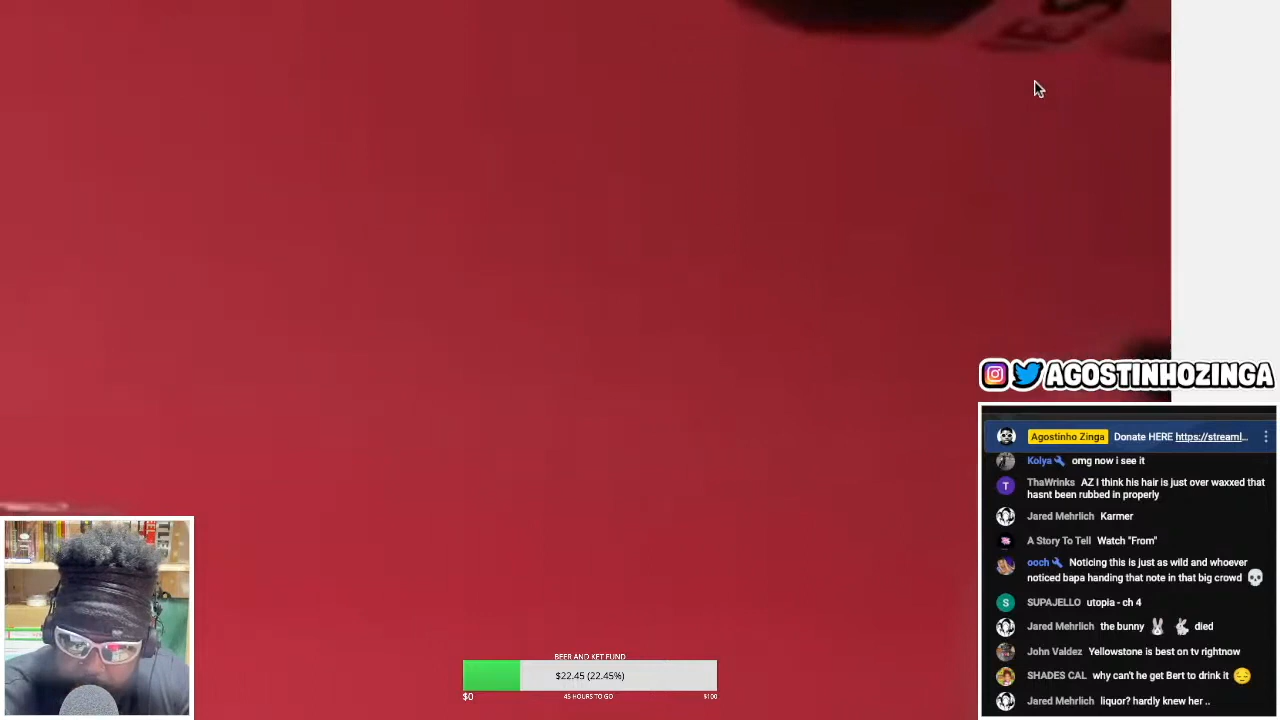 AGOSTINHOZINGA
Agostinho Zinga Donate HERE https://streaml...
Kolya omg now i see it
ThaWrinks AZ I think his hair is just over waxxed that
hasnt been rubbed in properly
Jared Mehrlich Karmer
A Story To Tell Watch "From"
ooch Noticing this is just as wild and whoever
noticed bapa handing that note in that big crowd 💀
SUPAJELLO utopia - ch 4
Jared Mehrlich the bunny 🐰 🐇 died
John Valdez Yellowstone is best on tv rightnow
SHADES CAL why can't he get Bert to drink it 😔
Jared Mehrlich liquor? hardly knew her ..
BEER AND KET FUND
$22.45 (22.45%)
$0 45 HOURS TO GO $100